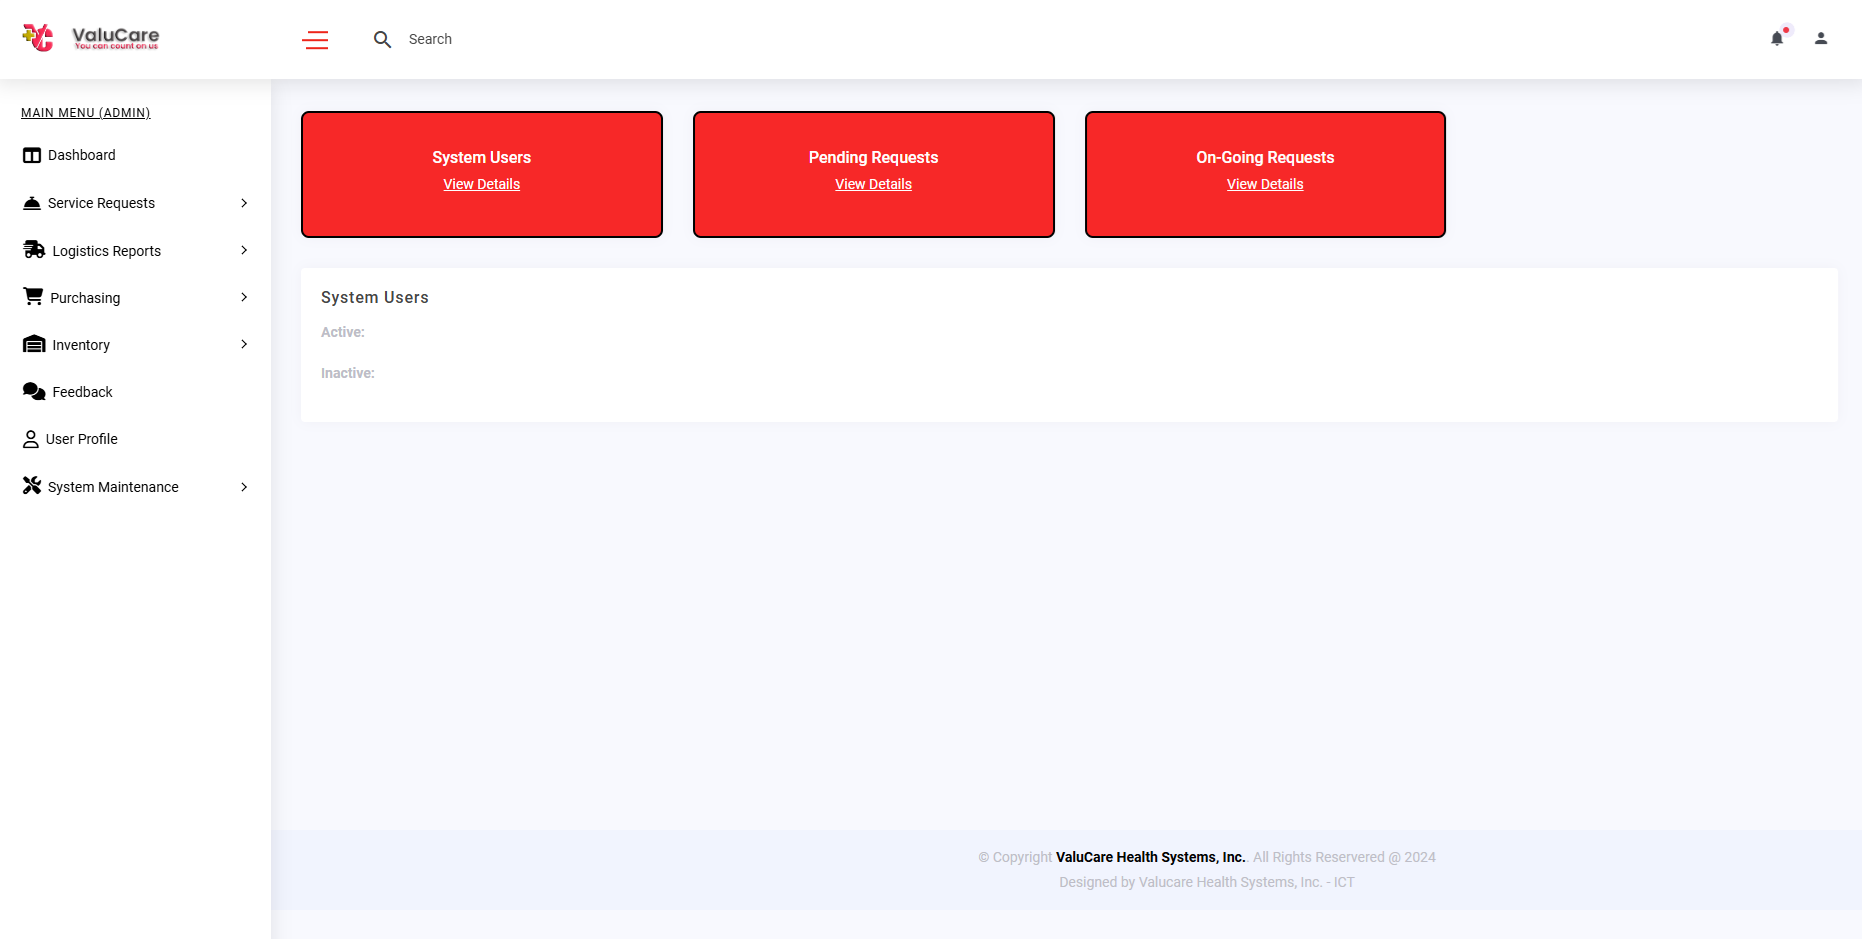 ValuCare
You can count on us
Search
MAIN MENU (ADMIN)
Dashboard
Service Requests
Logistics Reports
Purchasing
Inventory
Feedback
User Profile
System Maintenance
System Users
View Details
Pending Requests
View Details
On-Going Requests
View Details
System Users
Active:
Inactive:
© Copyright ValuCare Health Systems, Inc.. All Rights Reservered @ 2024
Designed by Valucare Health Systems, Inc. - ICT